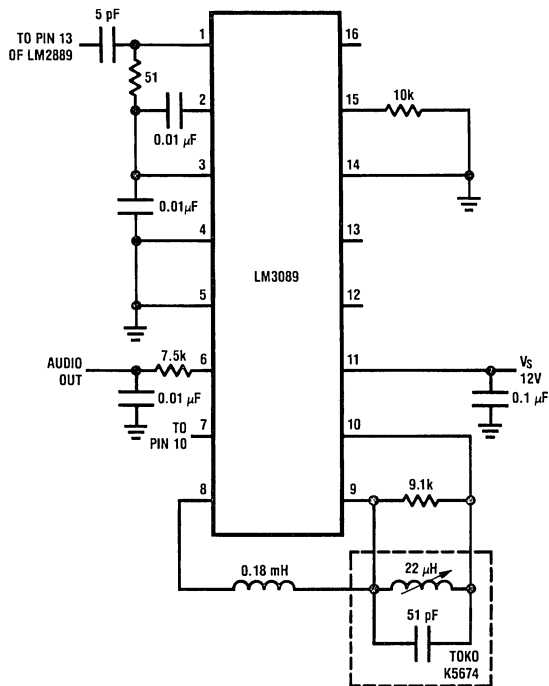 5 pF
TO PIN 13
OF LM2889
1
16
51
2
15
10k
0.01 μF
3
14
0.01μF
4
13
LM3089
5
12
7.5k
6
11
VS
12V
AUDIO
OUT
0.01 μF
0.1 μF
TO
PIN 10
7
10
8
9
9.1k
0.18 mH
22 μH
51 pF
TOKO
K5674